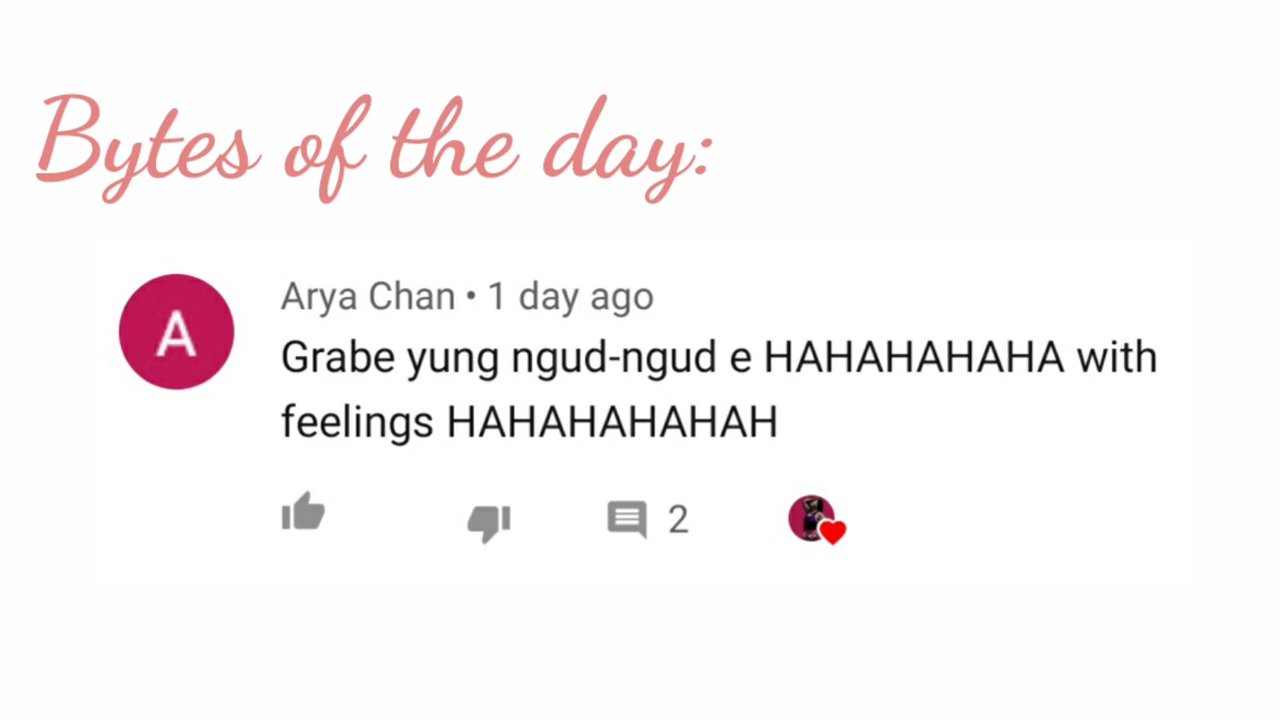 Bytes of the day:
A
Arya Chan • 1 day ago
Grabe yung ngud-ngud e HAHAHAHAHA with
feelings HAHAHAHAHAH
2